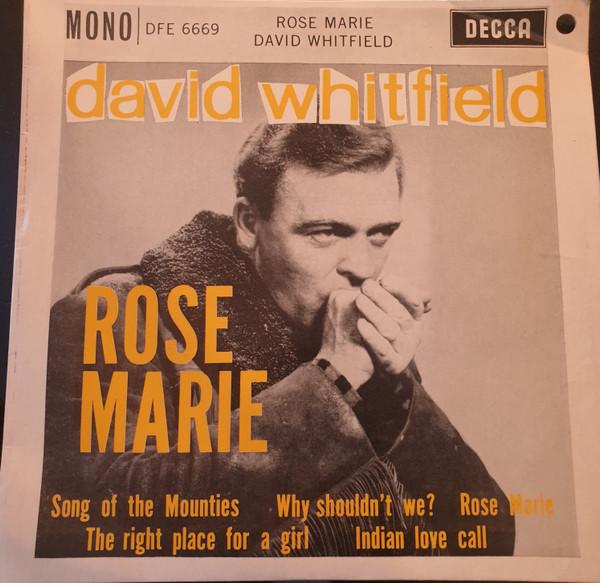 MONO DFE 6669
ROSE MARIE
DAVID WHITFIELD
DECCA
david whitfield
ROSE
MARIE
Song of the Mounties Why shouldn't we? Rose Marie
The right place for a girl Indian love call